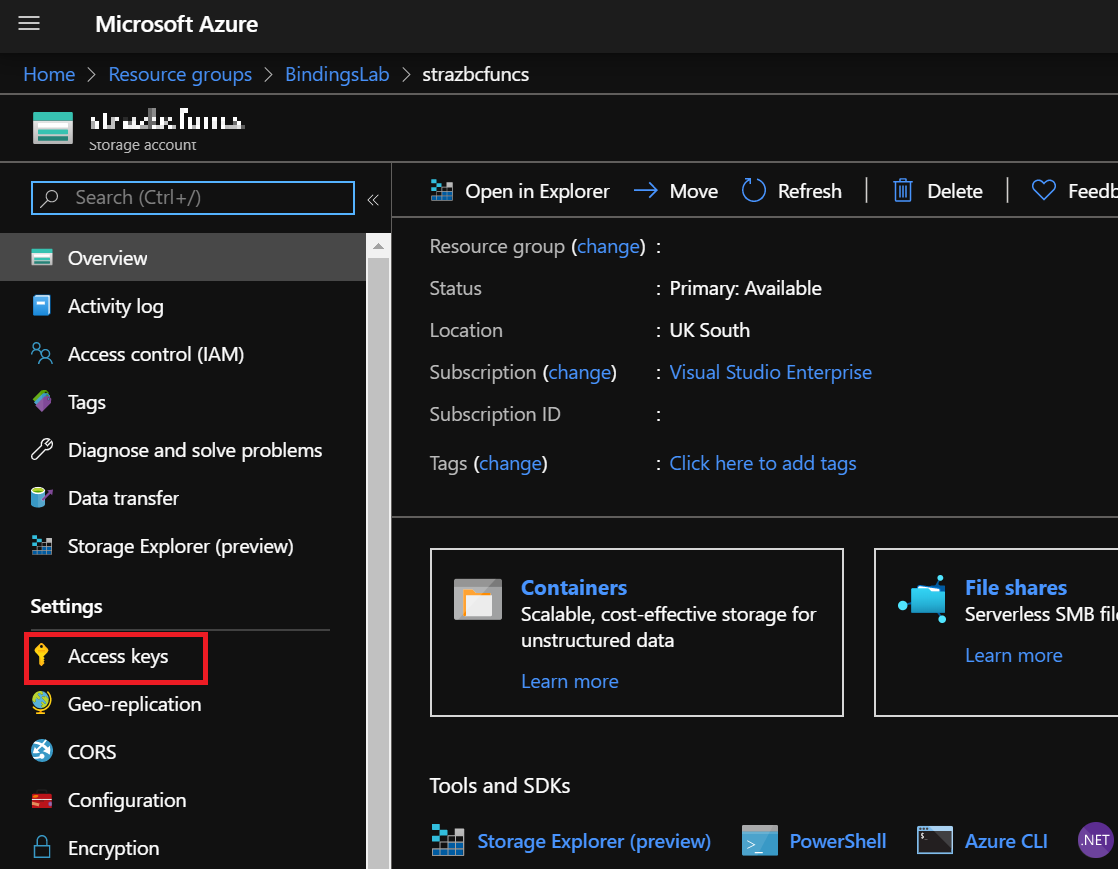 Microsoft Azure
Home > Resource groups > BindingsLab > strazbcfuncs
Storage account
Search (Ctrl+/)
«
Open in Explorer
Move
Refresh
Delete
Feedb
Overview
Activity log
Access control (IAM)
Tags
Diagnose and solve problems
Data transfer
Storage Explorer (preview)
Settings
Access keys
Geo-replication
CORS
Configuration
Encryption
Resource group (change) :
Status : Primary: Available
Location : UK South
Subscription (change) : Visual Studio Enterprise
Subscription ID :
Tags (change) : Click here to add tags
Containers
Scalable, cost-effective storage for
unstructured data
Learn more
File shares
Serverless SMB file
Learn more
Tools and SDKs
Storage Explorer (preview)
PowerShell
Azure CLI
.NET